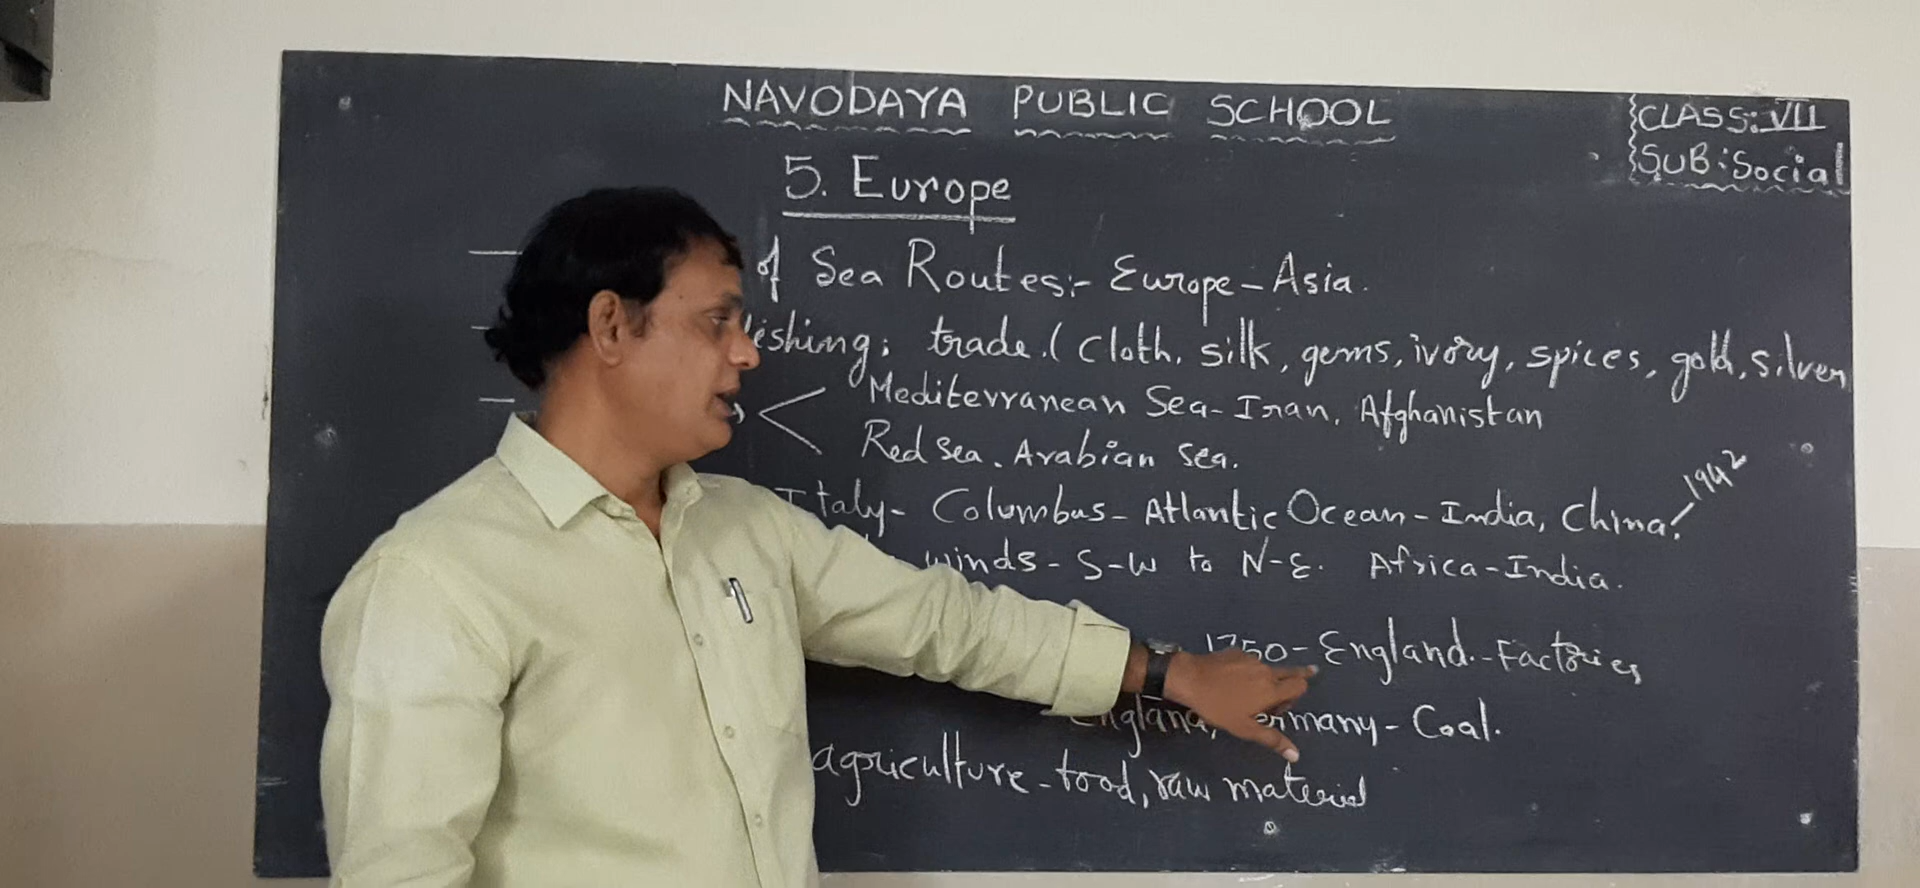 NAVODAYA PUBLIC SCHOOL
CLASS: VII
SUB: Social
5. Europe
of Sea Routes:- Europe-Asia.
ishing; trade. ( Cloth, silk, gems, ivory, spices, gold, silver
Mediterranean Sea- Iran, Afghanistan
Red Sea. Arabian Sea.
Italy- Columbus- Atlantic Ocean- India, China! 1942
winds- S-W to N-E. Africa-India.
1750- England.- Factories
England, Germany- Coal.
agriculture- food, raw material